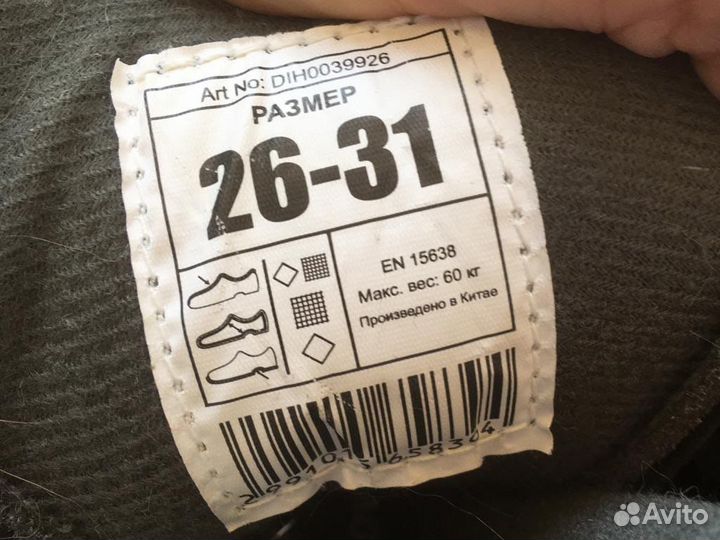 Art No: DIH0039926
РАЗМЕР
26-31
EN 15638
Макс. вес: 60 кг
Произведено в Китае
Avito